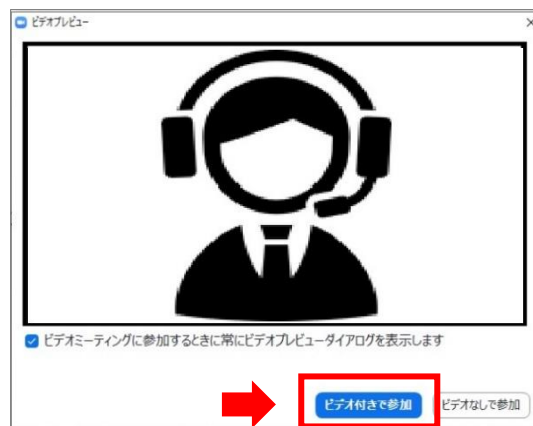 ビデオプレビュー
ビデオミーティングに参加するときに常にビデオプレビューダイアログを表示します
ビデオ付きで参加 ビデオなしで参加